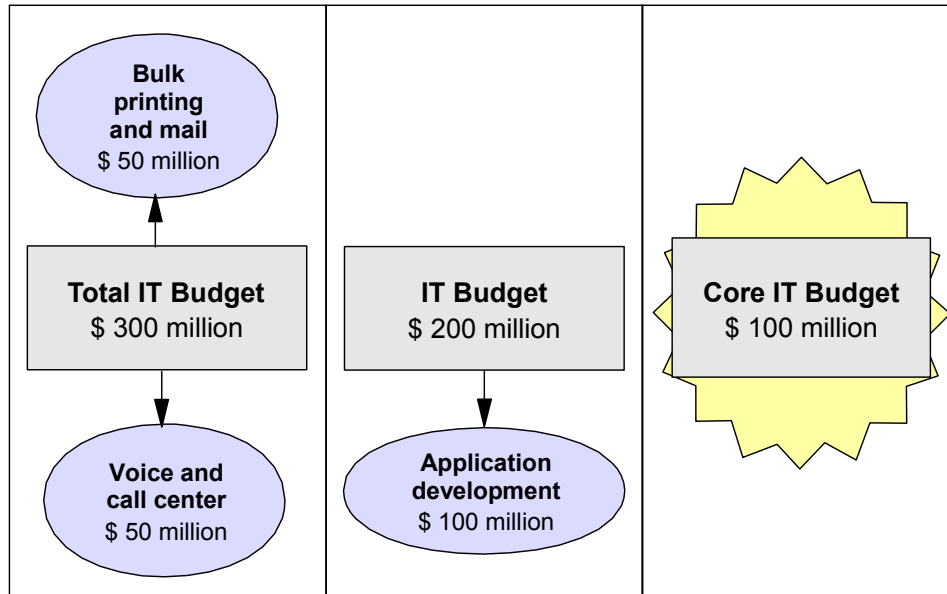 Bulk
printing
and mail
$ 50 million
Total IT Budget
$ 300 million
Voice and
call center
$ 50 million
IT Budget
$ 200 million
Application
development
$ 100 million
Core IT Budget
$ 100 million